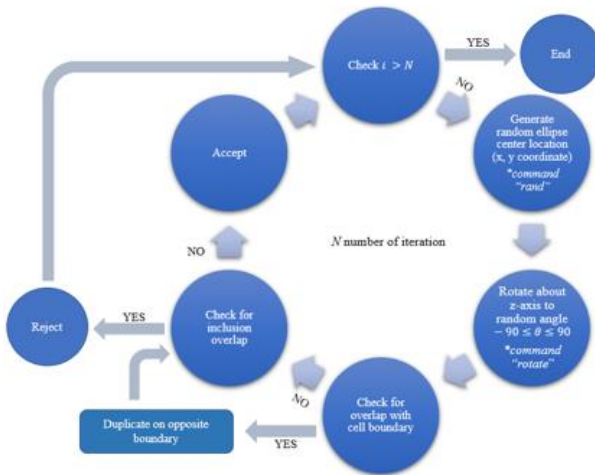 YES
End
Check i > N
NO
Generate
random ellipse
center location
(x, y coordinate)
*command
"rand"
Accept
N number of iteration
NO
Rotate about
z-axis to
random angle
− 90 ≤ θ ≤ 90
*command
"rotate"
Check for
inclusion
overlap
YES
Reject
NO
Check for
overlap with
cell boundary
YES
Duplicate on opposite
boundary